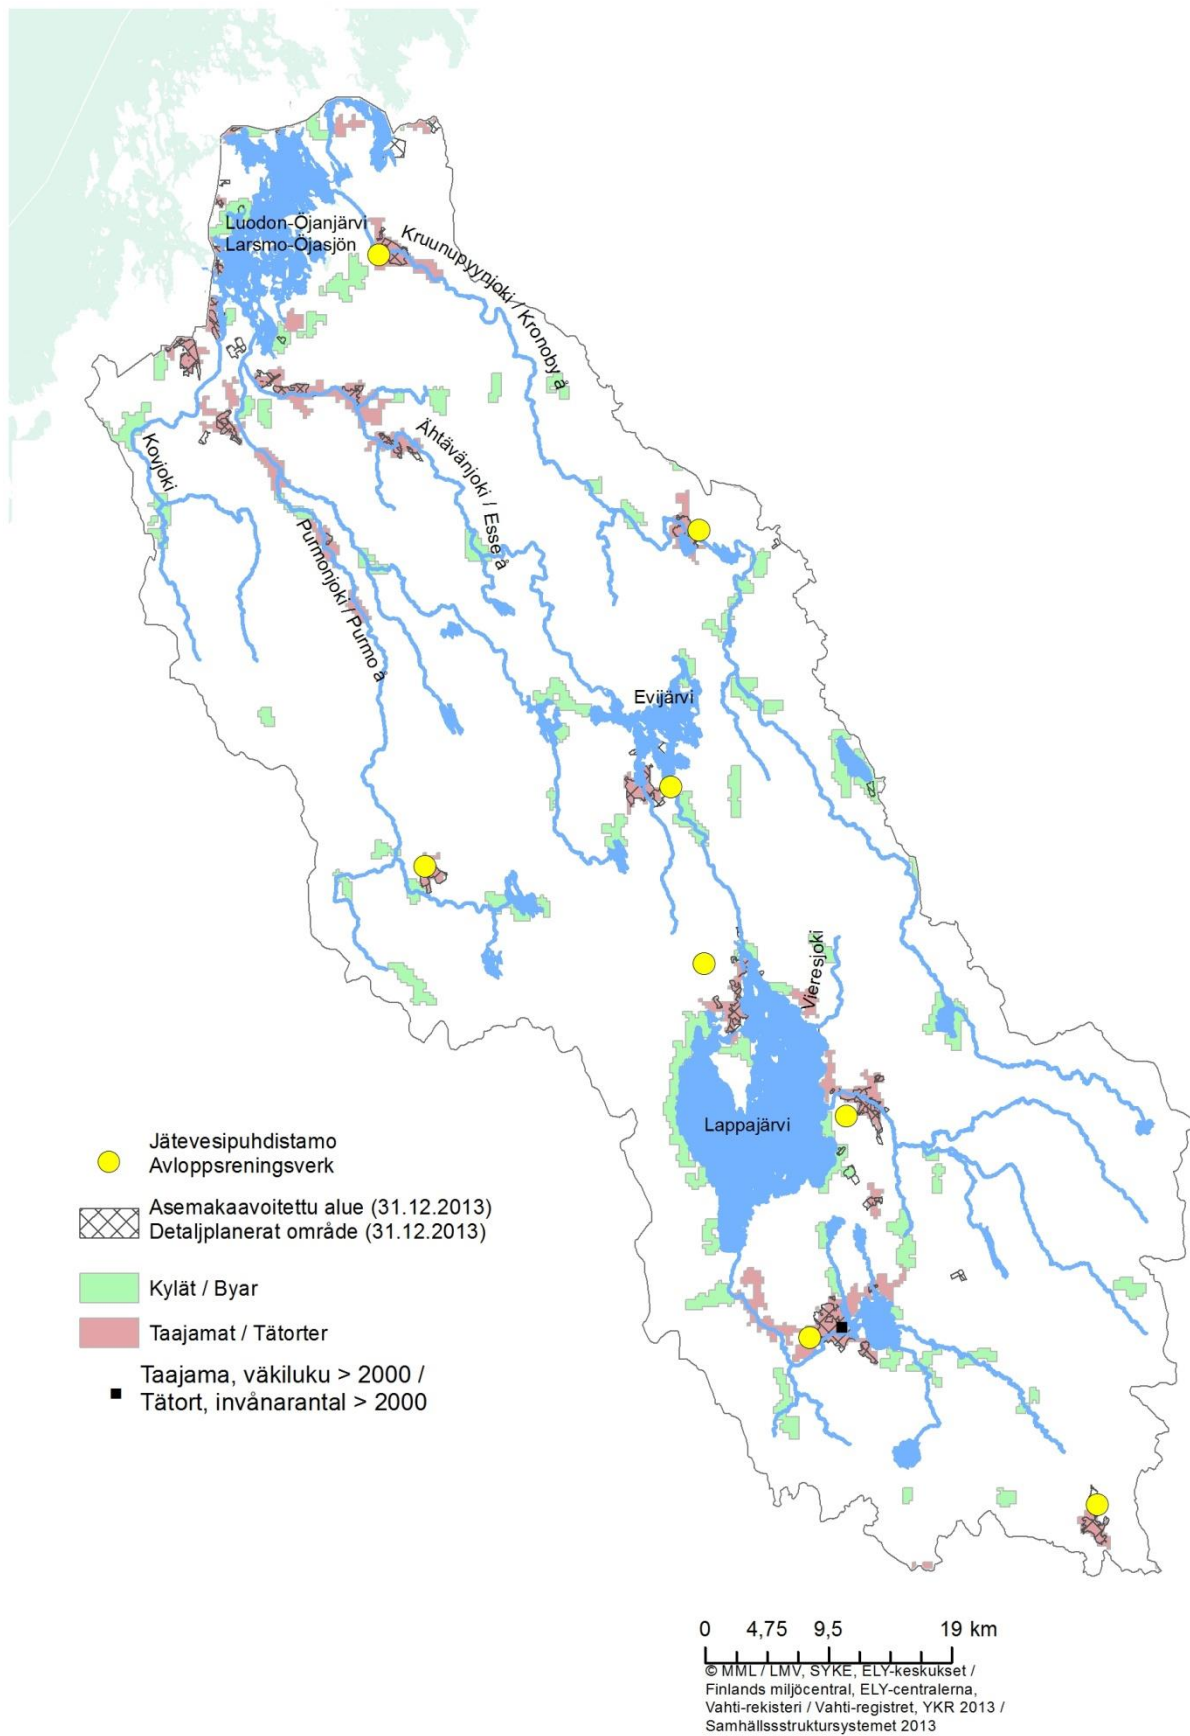 Luodon-Öjanjärvi
Larsmo-Öjasjön
Kruunupyynjoki / Kronoby å
Kovjoki
Ähtävänjoki / Esse å
Purmonjoki / Purmo å
Evijärvi
Vieresjoki
Lappajärvi
Jätevesipuhdistamo
Avloppsreningsverk
Asemakaavoitettu alue (31.12.2013)
Detaljplanerat område (31.12.2013)
Kylät / Byar
Taajamat / Tätorter
Taajama, väkiluku > 2000 /
Tätort, invånarantal > 2000
0 4,75 9,5 19 km
© MML / LMV, SYKE, ELY-keskukset /
Finlands miljöcentral, ELY-centralerna,
Vahti-rekisteri / Vahti-registret, YKR 2013 /
Samhällssstruktursystemet 2013